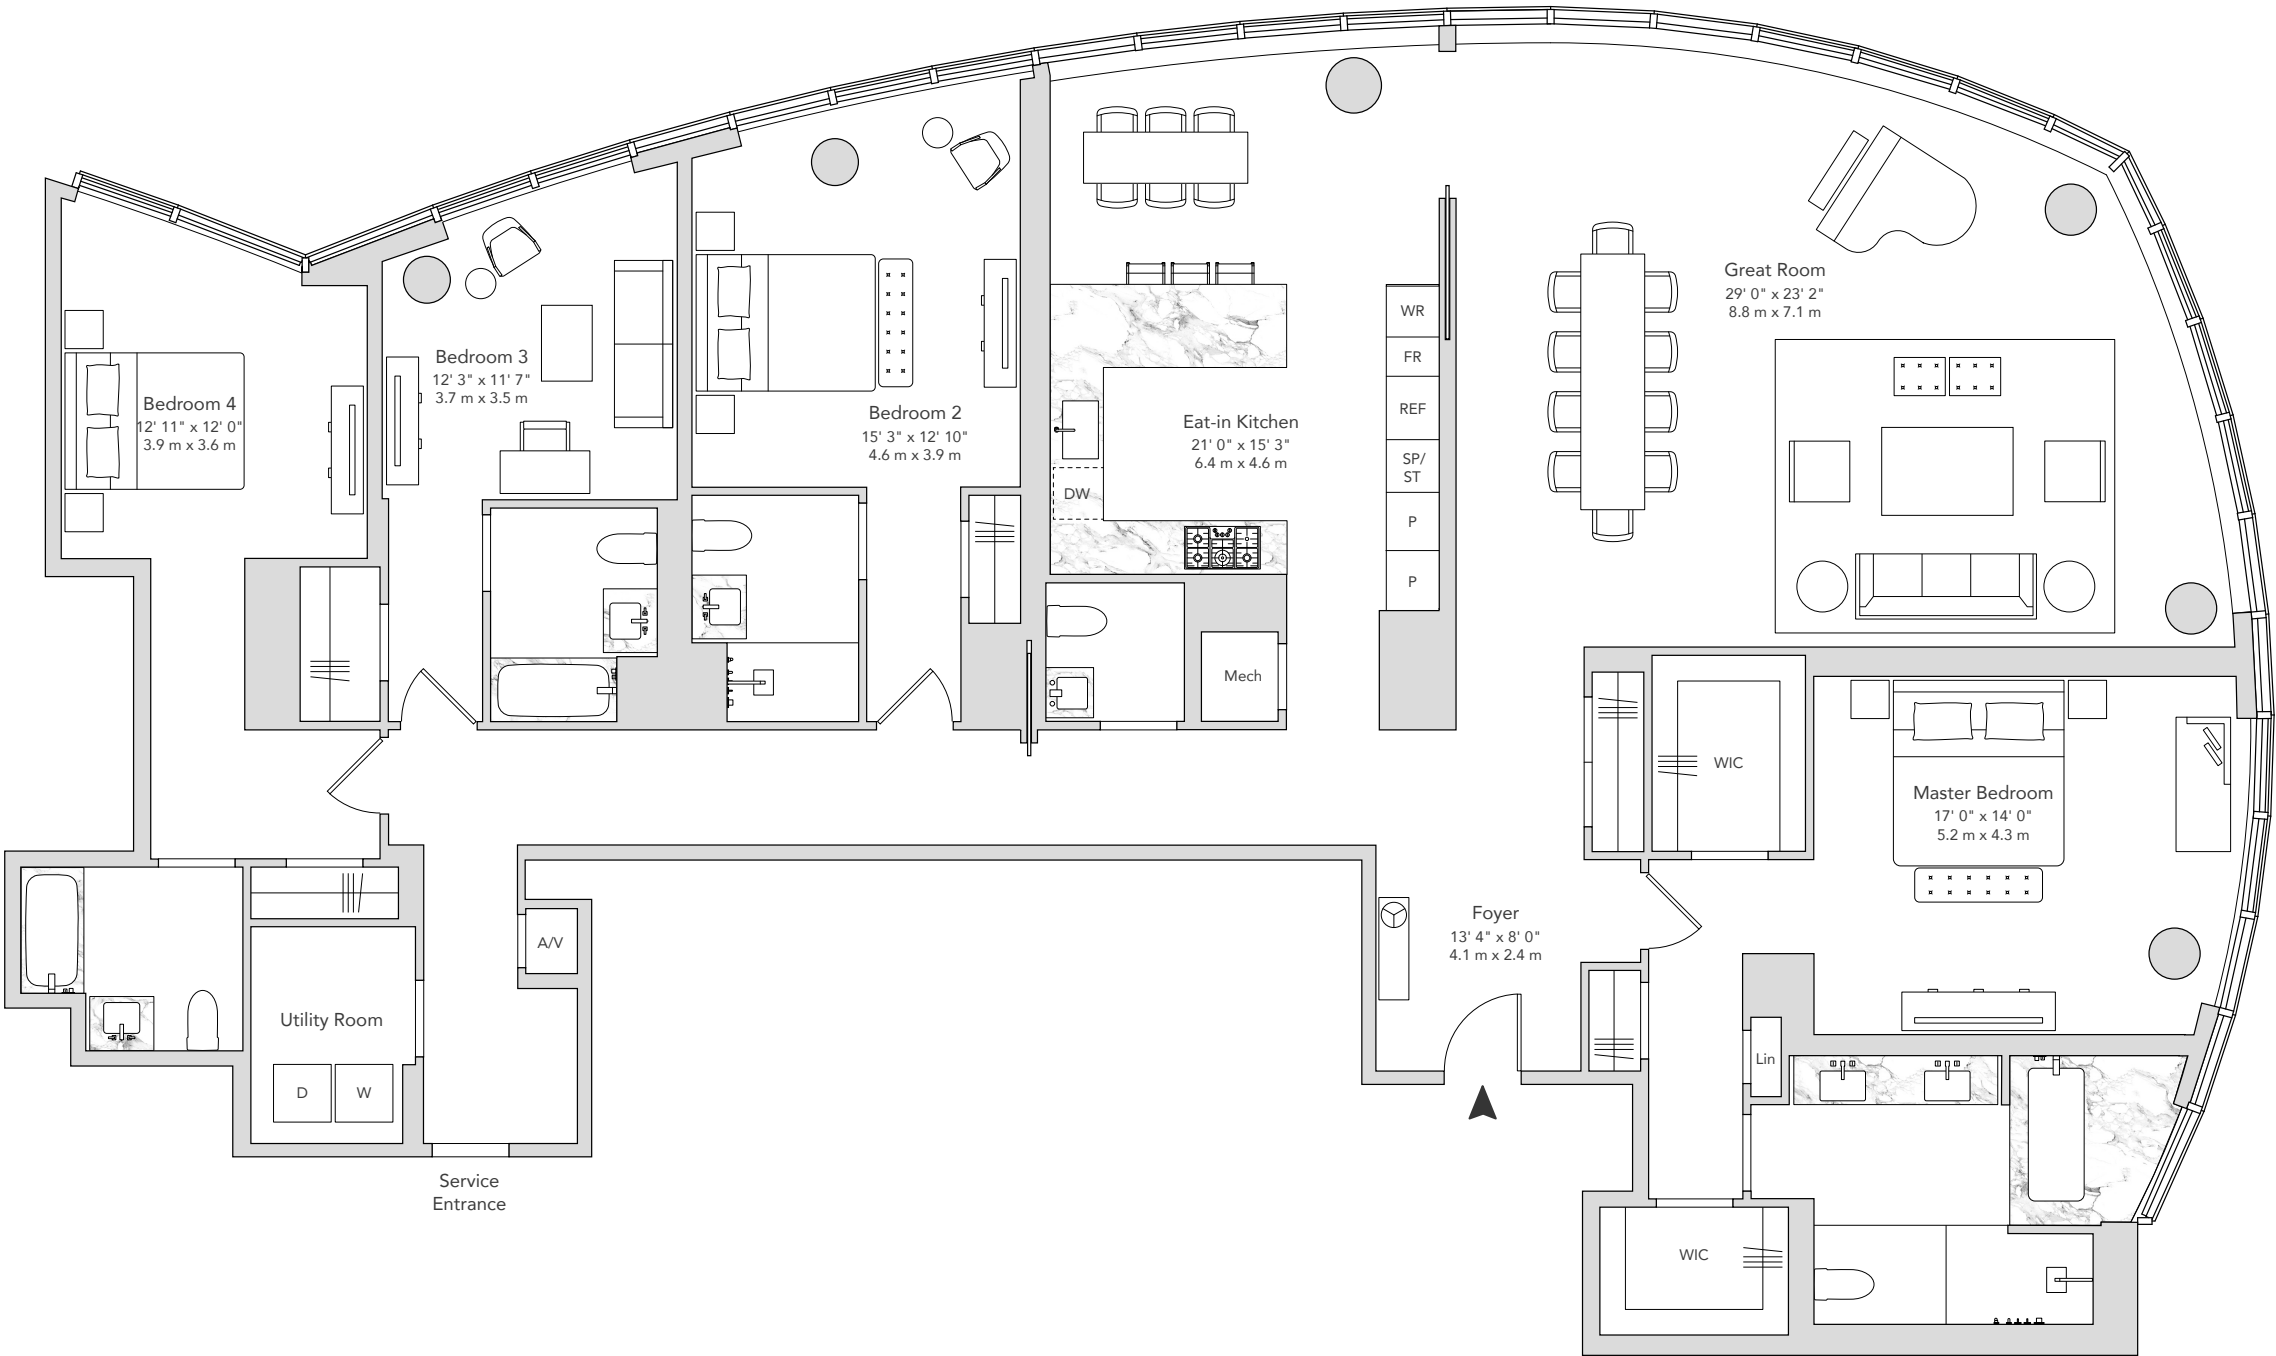 Great Room
29' 0" x 23' 2"
8.8 m x 7.1 m
WR
FR
REF
SP/
ST
P
P
Bedroom 3
12' 3" x 11' 7"
3.7 m x 3.5 m
Bedroom 4
12' 11" x 12' 0"
3.9 m x 3.6 m
Bedroom 2
15' 3" x 12' 10"
4.6 m x 3.9 m
Eat-in Kitchen
21' 0" x 15' 3"
6.4 m x 4.6 m
DW
Mech
WIC
Master Bedroom
17' 0" x 14' 0"
5.2 m x 4.3 m
Foyer
13' 4" x 8' 0"
4.1 m x 2.4 m
A/V
Utility Room
D
W
Lin
Service
Entrance
WIC